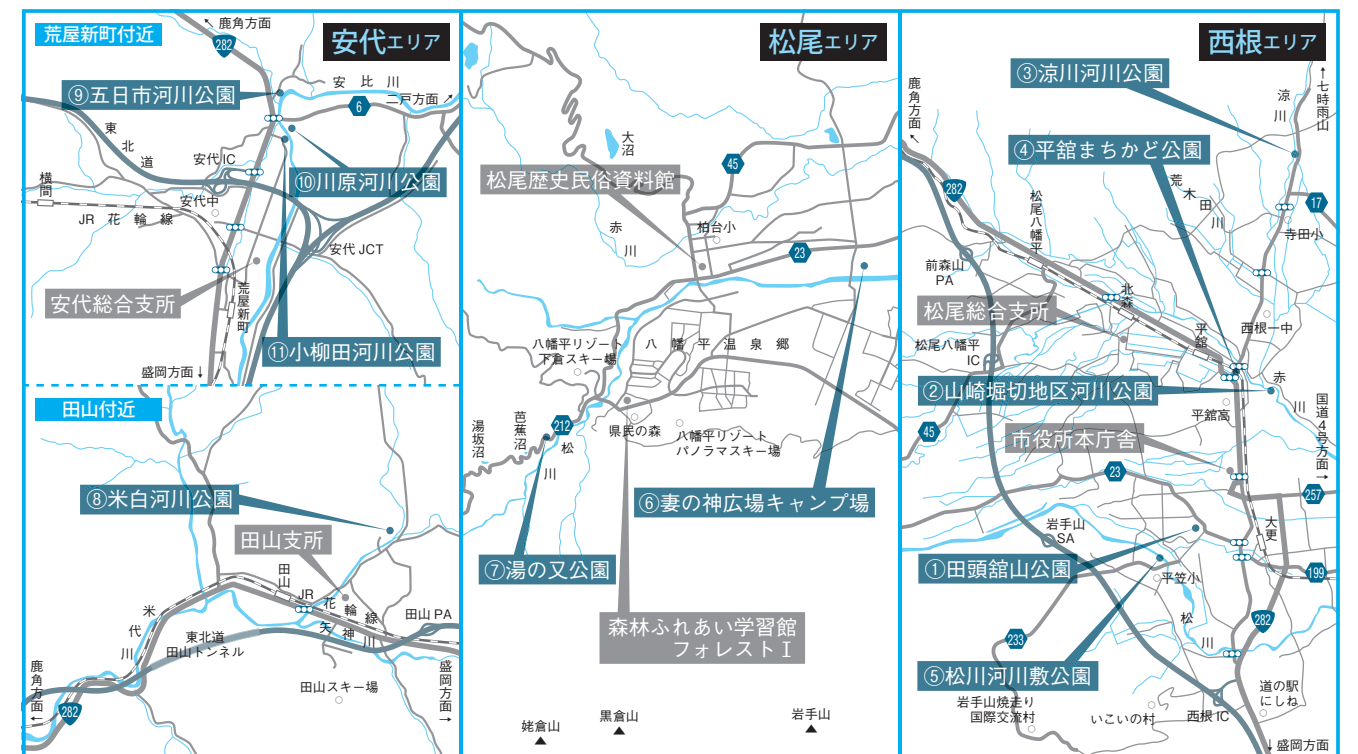 荒屋新町付近
安代エリア
鹿角方面
282
⑨五日市河川公園
安比川
二戸方面
6
東北道
安代IC
⑩川原河川公園
横間
安代中
JR花輪線
安代JCT
安代総合支所
荒屋新町
⑪小柳田河川公園
盛岡方面
田山付近
⑧米白河川公園
田山支所
田山
JR花輪線
田山PA
米代川
矢神川
東北道
田山トンネル
鹿角方面
盛岡方面
田山スキー場
282
松尾エリア
大沼
45
松尾歴史民俗資料館
赤川
柏台小
23
八幡平リゾート
下倉スキー場
八幡平温泉郷
芭蕉沼
湯坂沼
212
松川
県民の森
八幡平リゾート
パノラマスキー場
⑥妻の神広場キャンプ場
⑦湯の又公園
森林ふれあい学習館
フォレストⅠ
姥倉山
黒倉山
岩手山
西根エリア
③涼川河川公園
七時雨山
涼川
鹿角方面
④平舘まちかど公園
282
松尾八幡平
荒木田川
17
寺田小
前森山
PA
北森
松尾総合支所
平舘
西根一中
松尾八幡平
IC
赤川
②山崎堀切地区河川公園
国道4号方面
平舘高
45
市役所本庁舎
23
257
大更
岩手山
SA
①田頭舘山公園
199
平笠小
松川
282
233
⑤松川河川敷公園
岩手山焼走り
国際交流村
いこいの村
西根IC
道の駅
にしね
盛岡方面